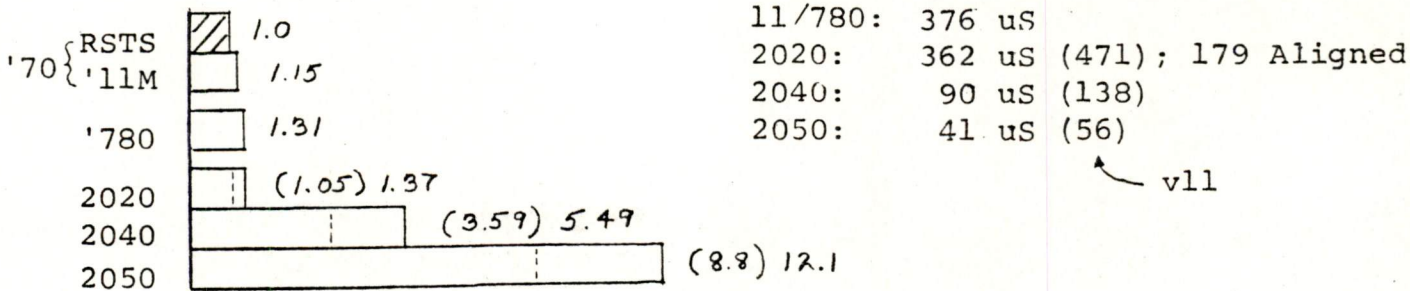 '70 { RSTS 1.0
'11M 1.15
'780 1.31
2020 (1.05) 1.37
2040 (3.59) 5.49
2050 (8.8) 12.1
11/780: 376 uS
2020: 362 uS (471); 179 Aligned
2040: 90 uS (138)
2050: 41 uS (56)
v11